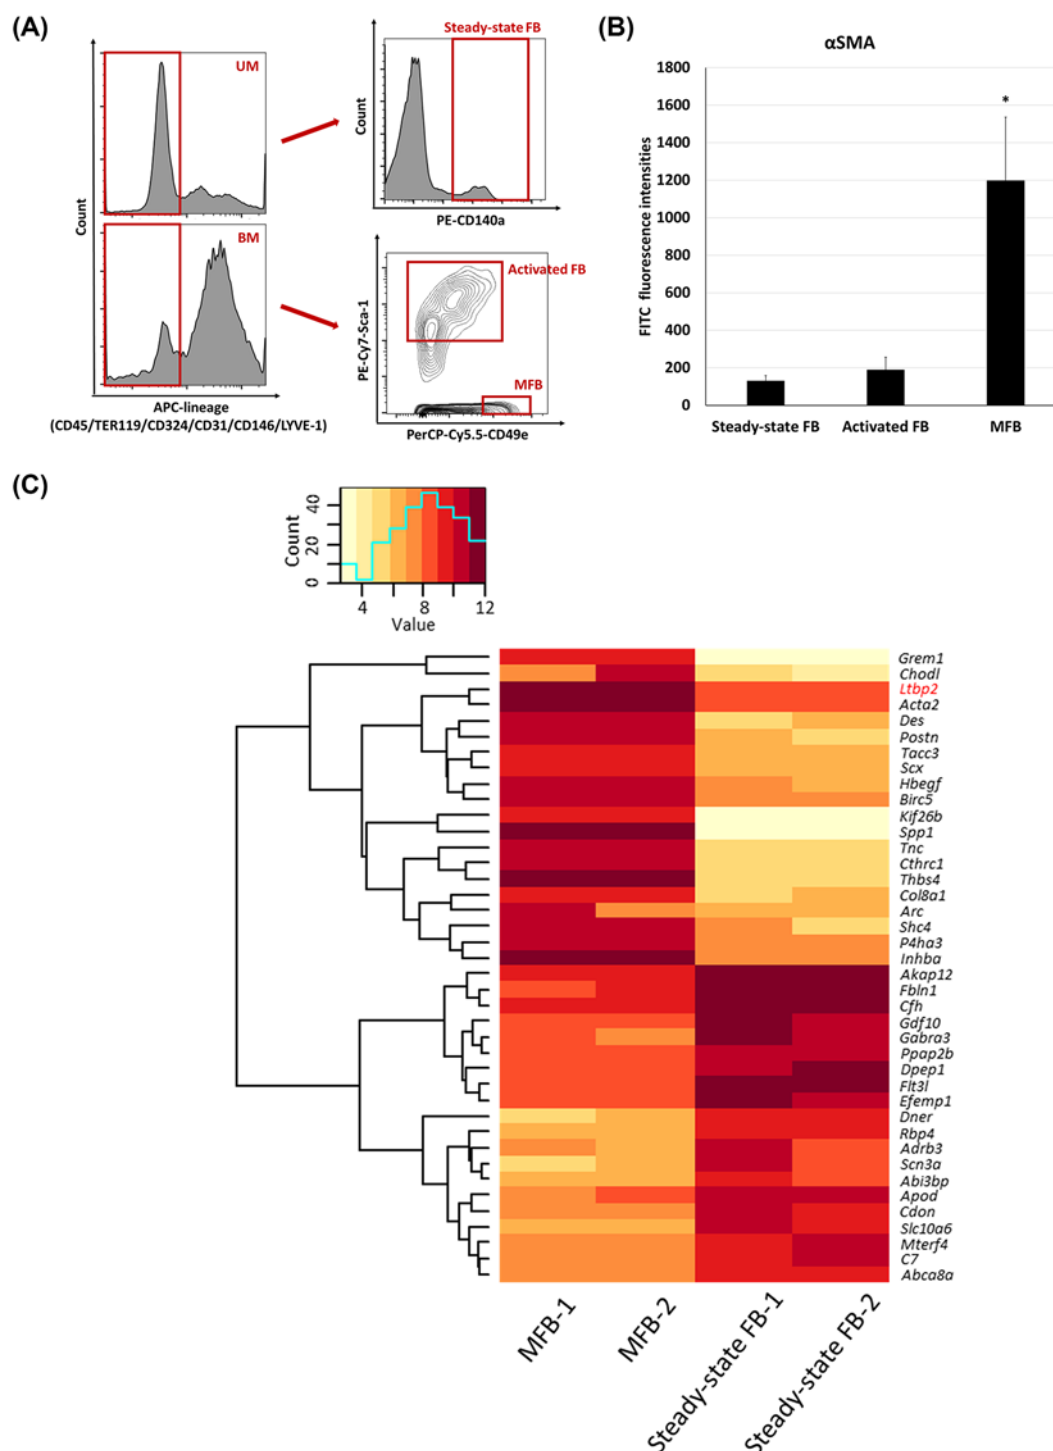 (A)
Count
UM
BM
APC-lineage
(CD45/TER119/CD324/CD31/CD146/LYVE-1)
Steady-state FB
Count
PE-CD140a
Activated FB
PE-Cy7-Sca-1
MFB
PerCP-Cy5.5-CD49e
(B)
αSMA
FITC fluorescence intensities
1800
1600
1400
1200
1000
800
600
400
200
0
*
Steady-state FB Activated FB MFB
(C)
Count
40
20
0
4 8 12
Value
Grem1
Chodl
Ltbp2
Acta2
Des
Postn
Tacc3
Scx
Hbegf
Birc5
Kif26b
Spp1
Tnc
Cthrc1
Thbs4
Col8a1
Arc
Shc4
P4ha3
Inhba
Akap12
Fbln1
Cfh
Gdf10
Gabra3
Ppap2b
Dpep1
Flt3l
Efemp1
Dner
Rbp4
Adrb3
Scn3a
Abi3bp
Apod
Cdon
Slc10a6
Mterf4
C7
Abca8a
MFB-1
MFB-2
Steady-state FB-1
Steady-state FB-2